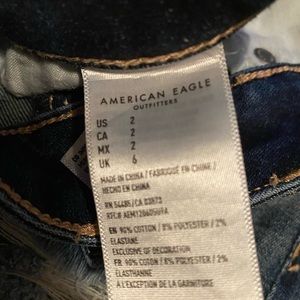 AMERICAN EAGLE
OUTFITTERS
US 2
CA 2
MX 2
UK 6
MADE IN CHINA / FABRIQUÉ EN CHINE /
HECHO EN CHINA
RN 54485/CA 03873
EN: 90% COTTON / 8% POLYESTER / 2%
ELASTANE
EXCLUSIVE OF DECORATION
FR: 90% COTON / 8% POLYESTER / 2%
ÉLASTHANNE
À L'EXCEPTION DE LA GARNITURE